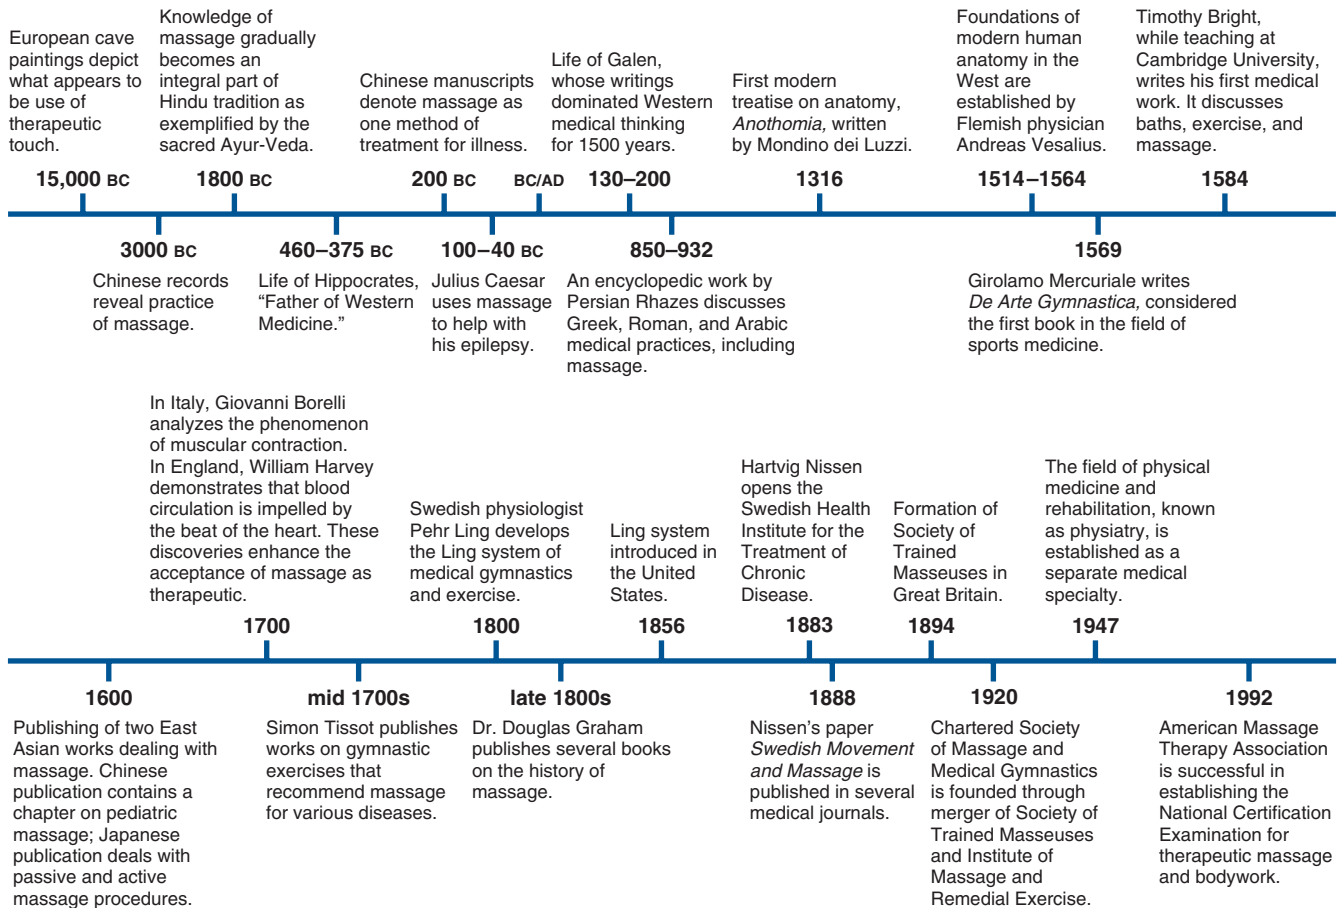 European cave
paintings depict
what appears to
be use of
therapeutic
touch.
15,000 BC
Knowledge of
massage gradually
becomes an
integral part of
Hindu tradition as
exemplified by the
sacred Ayur-Veda.
1800 BC
Chinese manuscripts
denote massage as
one method of
treatment for illness.
200 BC
BC/AD
Life of Galen,
whose writings
dominated Western
medical thinking
for 1500 years.
130–200
First modern
treatise on anatomy,
Anothomia, written
by Mondino dei Luzzi.
1316
Foundations of
modern human
anatomy in the
West are
established by
Flemish physician
Andreas Vesalius.
1514–1564
Timothy Bright,
while teaching at
Cambridge University,
writes his first medical
work. It discusses
baths, exercise, and
massage.
1584
3000 BC
Chinese records
reveal practice
of massage.
460–375 BC
Life of Hippocrates,
“Father of Western
Medicine.”
100–40 BC
Julius Caesar
uses massage
to help with
his epilepsy.
850–932
An encyclopedic work by
Persian Rhazes discusses
Greek, Roman, and Arabic
medical practices, including
massage.
1569
Girolamo Mercuriale writes
De Arte Gymnastica, considered
the first book in the field of
sports medicine.
In Italy, Giovanni Borelli
analyzes the phenomenon
of muscular contraction.
In England, William Harvey
demonstrates that blood
circulation is impelled by
the beat of the heart. These
discoveries enhance the
acceptance of massage as
therapeutic.
1700
Swedish physiologist
Pehr Ling develops
the Ling system of
medical gymnastics
and exercise.
1800
Ling system
introduced in
the United
States.
1856
Hartvig Nissen
opens the
Swedish Health
Institute for the
Treatment of
Chronic
Disease.
1883
Formation of
Society of
Trained
Masseuses in
Great Britain.
1894
The field of physical
medicine and
rehabilitation, known
as physiatry, is
established as a
separate medical
specialty.
1947
1600
Publishing of two East
Asian works dealing with
massage. Chinese
publication contains a
chapter on pediatric
massage; Japanese
publication deals with
passive and active
massage procedures.
mid 1700s
Simon Tissot publishes
works on gymnastic
exercises that
recommend massage
for various diseases.
late 1800s
Dr. Douglas Graham
publishes several books
on the history of
massage.
1888
Nissen’s paper
Swedish Movement
and Massage is
published in several
medical journals.
1920
Chartered Society
of Massage and
Medical Gymnastics
is founded through
merger of Society of
Trained Masseuses
and Institute of
Massage and
Remedial Exercise.
1992
American Massage
Therapy Association
is successful in
establishing the
National Certification
Examination for
therapeutic massage
and bodywork.